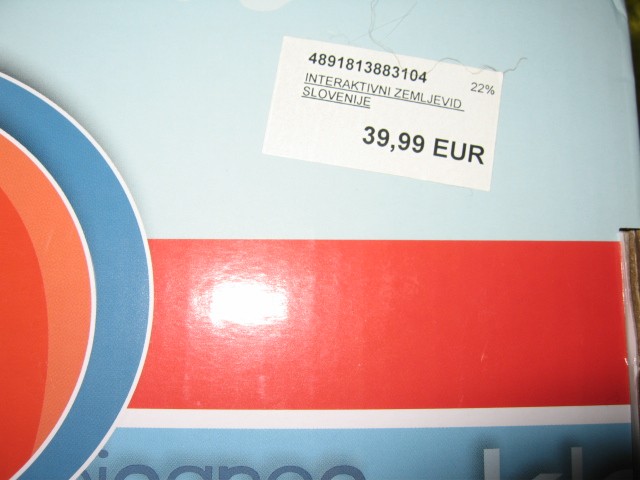 4891813883104
22%
INTERAKTIVNI ZEMLJEVID
SLOVENIJE
39,99 EUR